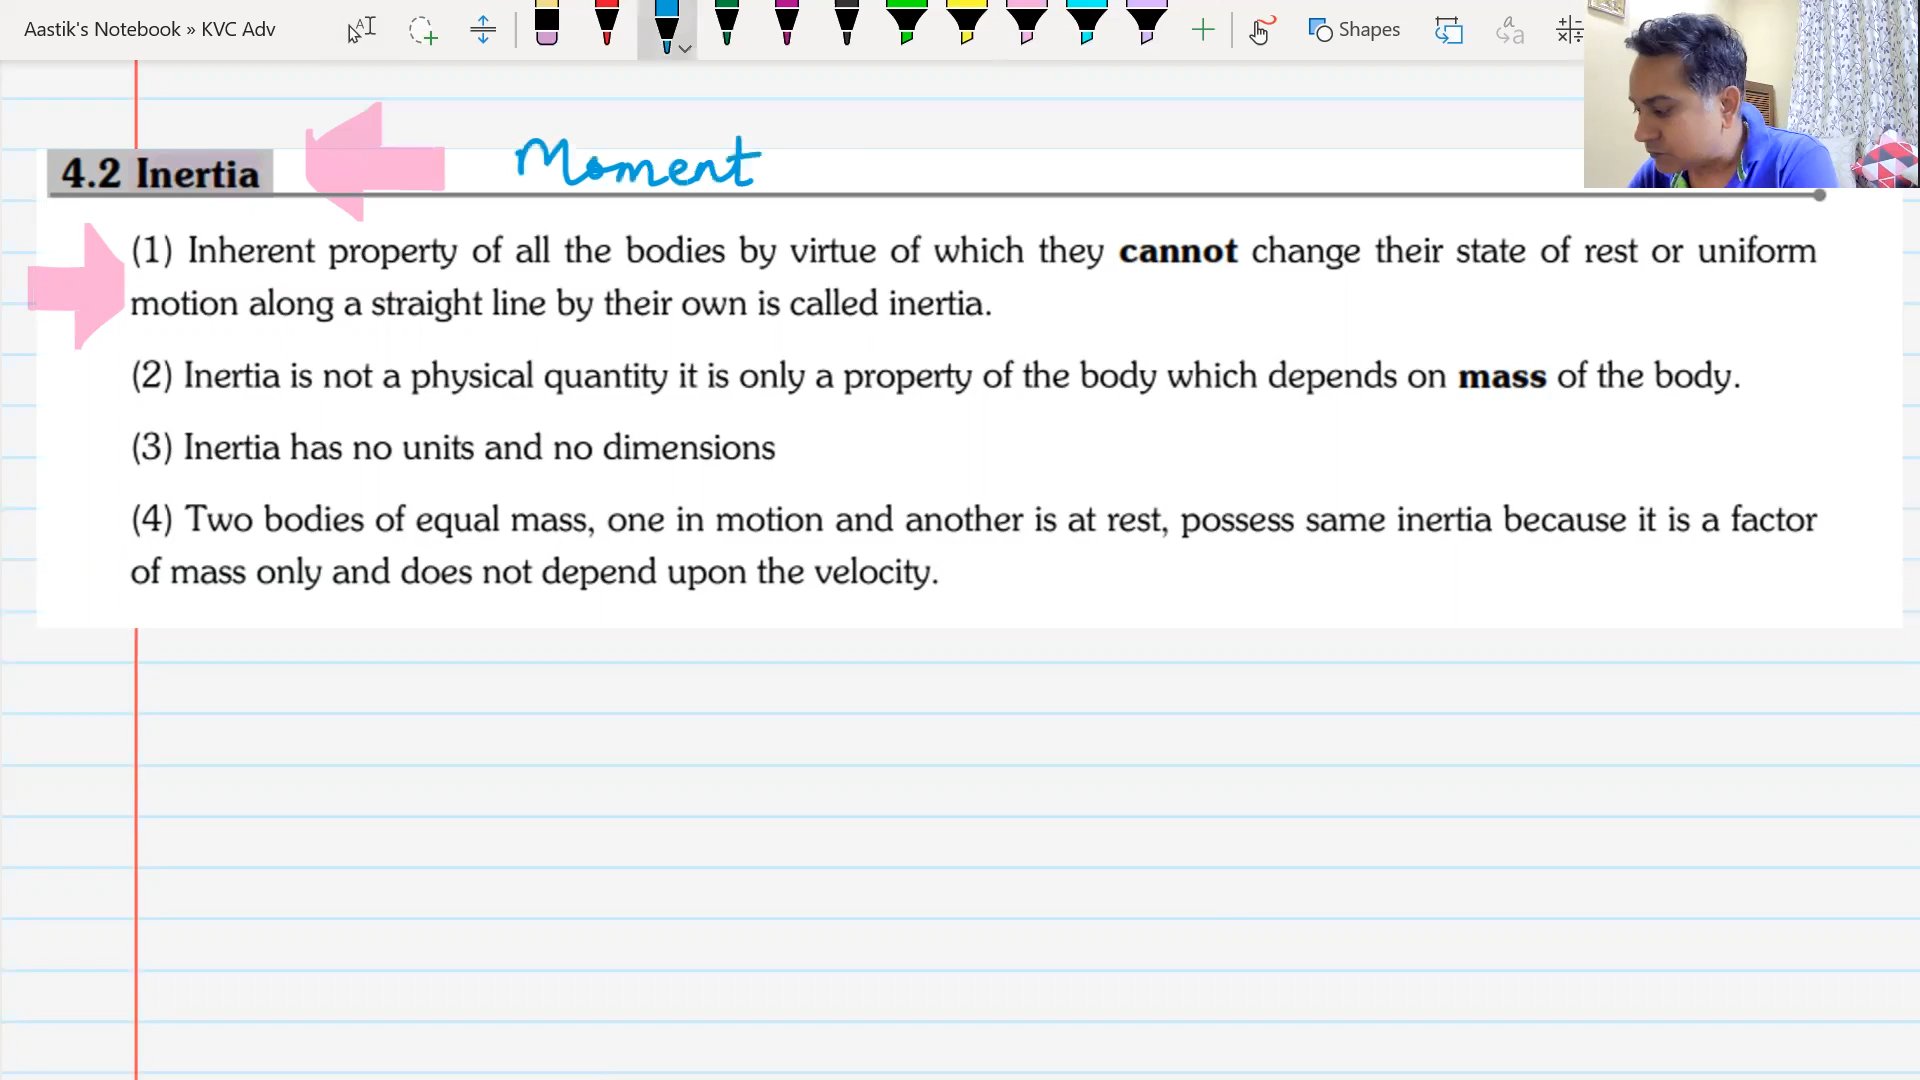 Aastik's Notebook » KVC Adv
Shapes
4.2 Inertia
Moment
(1) Inherent property of all the bodies by virtue of which they cannot change their state of rest or uniform
motion along a straight line by their own is called inertia.
(2) Inertia is not a physical quantity it is only a property of the body which depends on mass of the body.
(3) Inertia has no units and no dimensions
(4) Two bodies of equal mass, one in motion and another is at rest, possess same inertia because it is a factor
of mass only and does not depend upon the velocity.